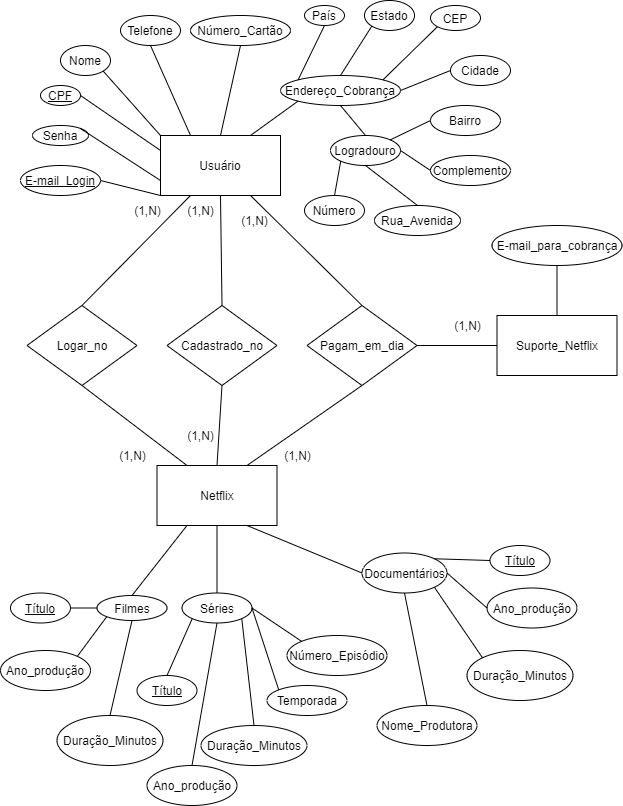 País
Estado
CEP
Telefone
Número_Cartão
Nome
Endereço_Cobrança
Cidade
CPF
Bairro
Senha
Logradouro
Usuário
Complemento
E-mail_Login
Número
Rua_Avenida
(1,N)
(1,N)
(1,N)
E-mail_para_cobrança
(1,N)
Logar_no
Cadastrado_no
Pagam_em_dia
Suporte_Netflix
(1,N)
(1,N)
(1,N)
Netflix
Título
Documentários
Título
Filmes
Séries
Ano_produção
Ano_produção
Número_Episódio
Duração_Minutos
Título
Temporada
Nome_Produtora
Duração_Minutos
Duração_Minutos
Ano_produção